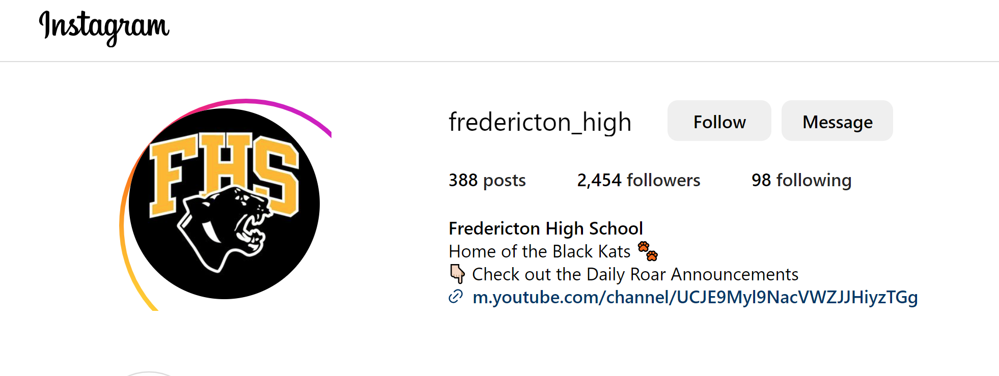 Instagram
FHS
fredericton_high
Follow
Message
388 posts
2,454 followers
98 following
Fredericton High School
Home of the Black Kats 🐾
👇🏻 Check out the Daily Roar Announcements
m.youtube.com/channel/UCJE9Myl9NacVWZJJHiyzTGg